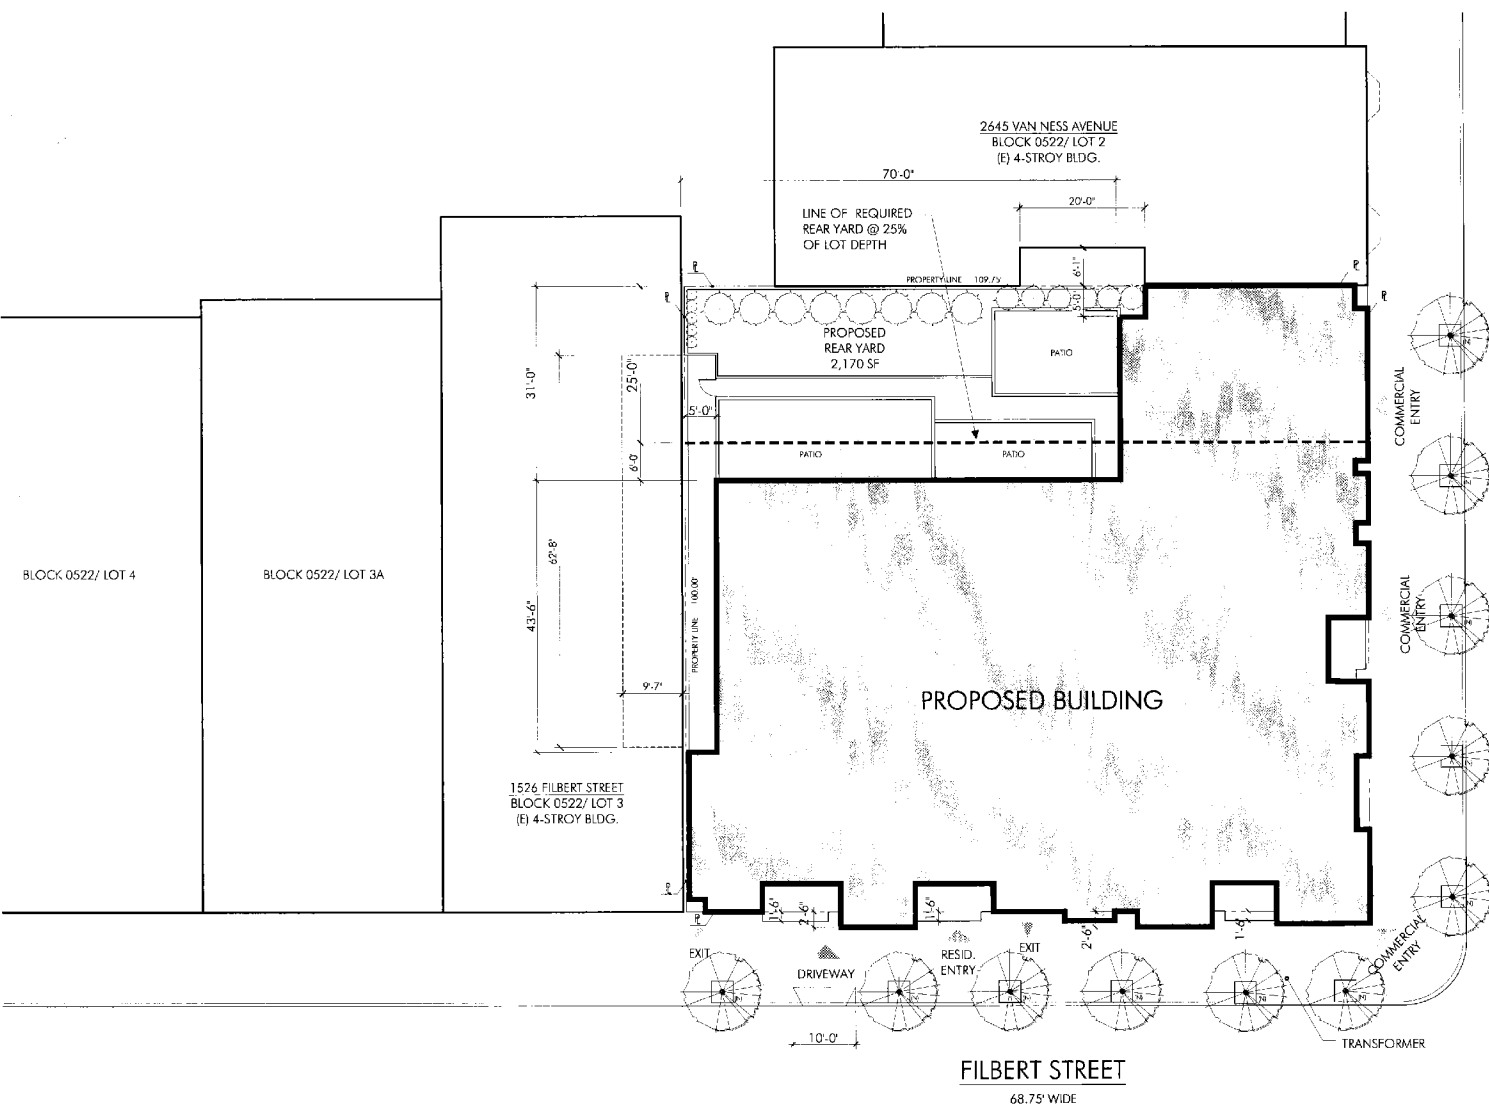 2645 VAN NESS AVENUE
BLOCK 0522/ LOT 2
(E) 4-STROY BLDG.
70'-0"
20'-0"
LINE OF REQUIRED
REAR YARD @ 25%
OF LOT DEPTH
6'-1"
PROPERTY LINE 109.75'
5'-0"
PROPOSED
REAR YARD
2,170 SF
PATIO
31'-0"
25'-0"
5'-0"
6'-0"
PATIO
PATIO
COMMERCIAL
ENTRY
62'-8"
43'-6"
PROPERTY LINE 100.00'
9'-7"
BLOCK 0522/ LOT 4
BLOCK 0522/ LOT 3A
COMMERCIAL
ENTRY
PROPOSED BUILDING
1526 FILBERT STREET
BLOCK 0522/ LOT 3
(E) 4-STROY BLDG.
1'-6"
2'-6"
1'-6"
2'-6"
1'-6"
EXIT
DRIVEWAY
RESID.
ENTRY
EXIT
COMMERCIAL
ENTRY
10'-0"
TRANSFORMER
FILBERT STREET
68.75' WIDE